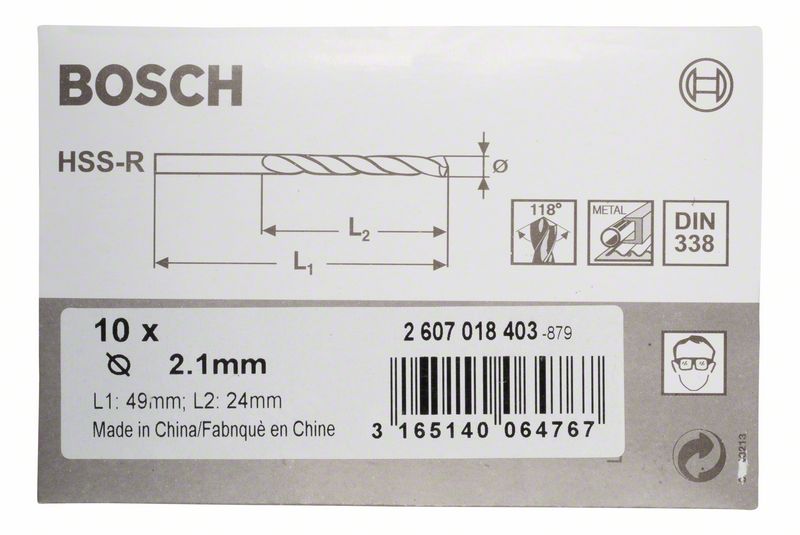 BOSCH
HSS-R
Ø
L2
L1
118°
METAL
DIN
338
10 x
Ø 2.1mm
L1: 49mm; L2: 24mm
Made in China/Fabnquè en Chine
2 607 018 403-879
3 165140 064767